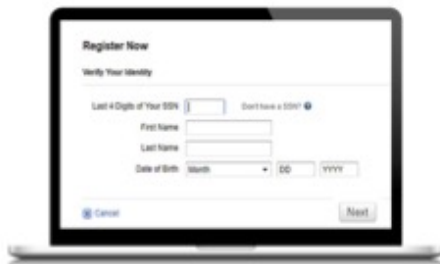 Register Now
Verify Your Identity
Last 4 Digits of Your SSN Don't have a SSN?
First Name
Last Name
Date of Birth Month DD YYYY
Cancel Next